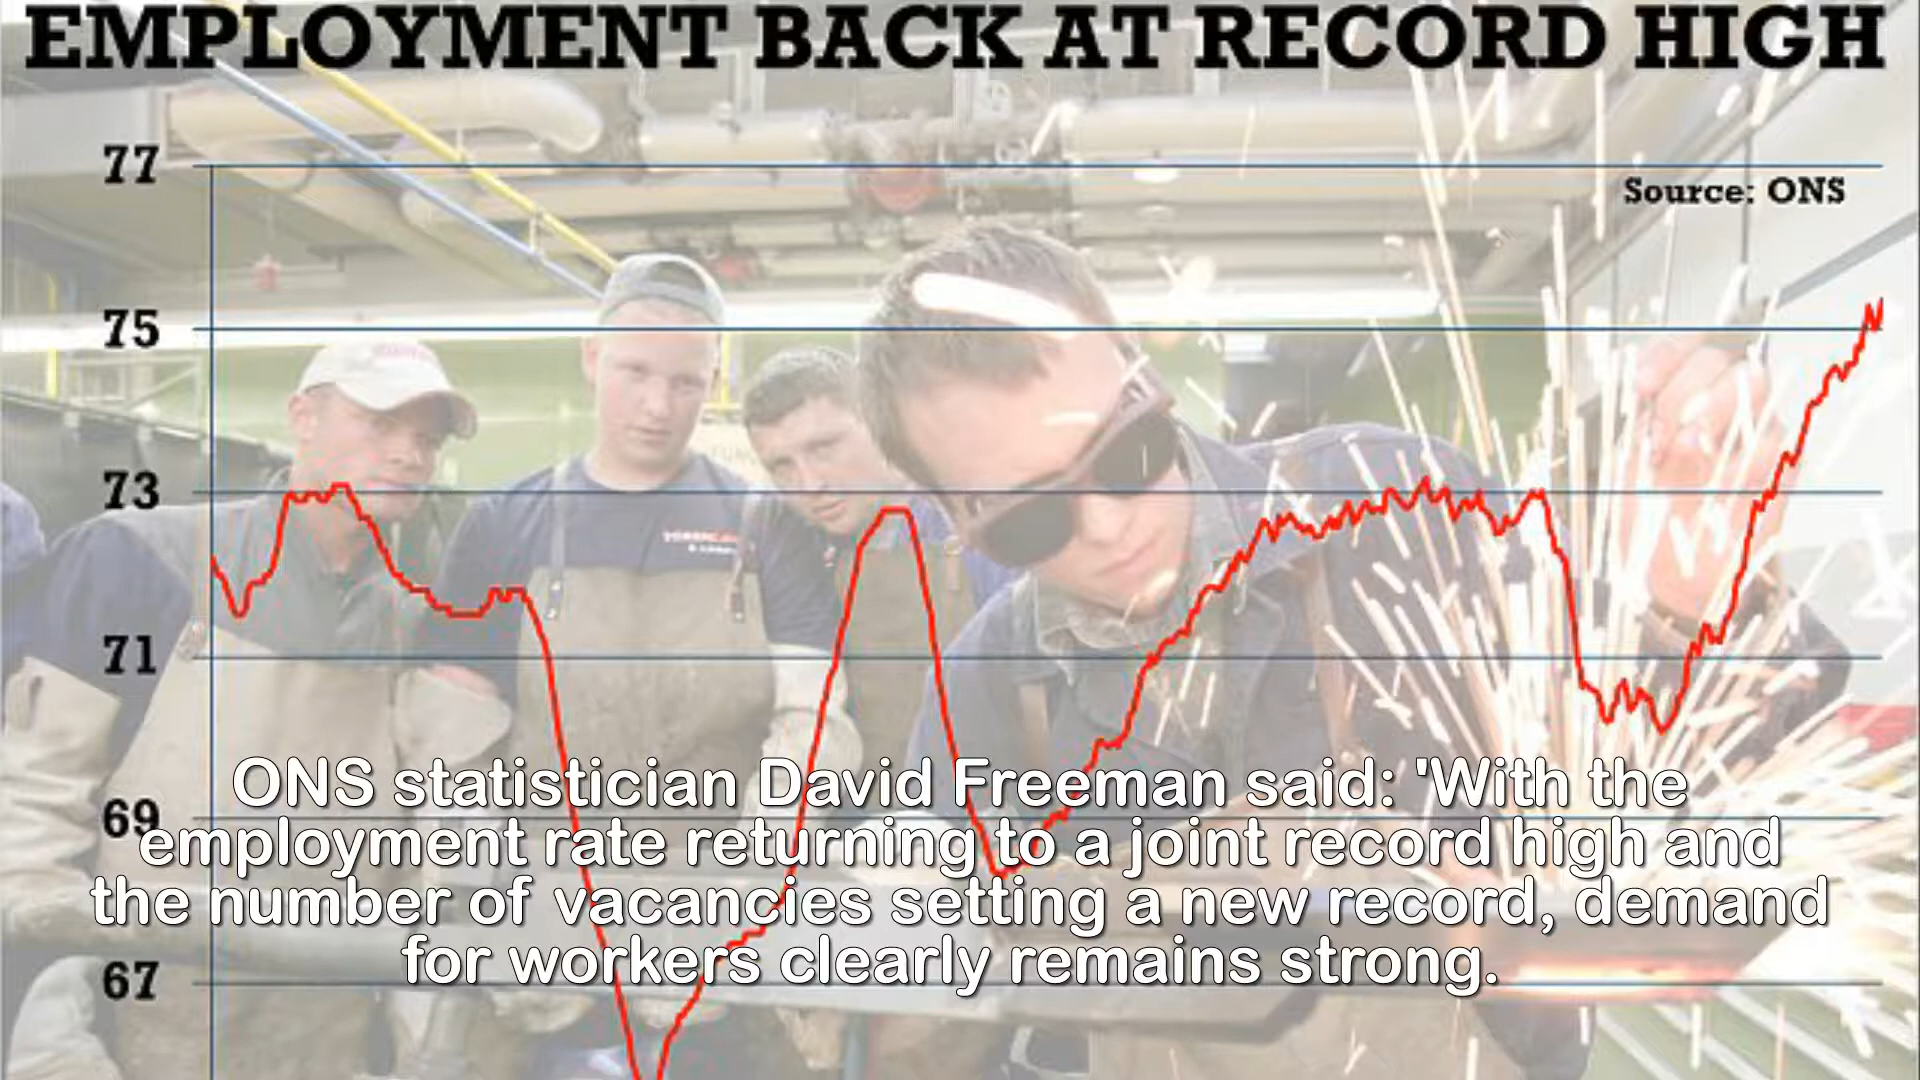 EMPLOYMENT BACK AT RECORD HIGH
77
Source: ONS
75
73
71
69
67
ONS statistician David Freeman said: 'With the
employment rate returning to a joint record high and
the number of vacancies setting a new record, demand
for workers clearly remains strong.